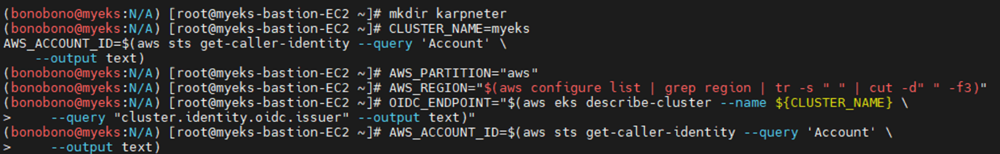 (bonobono@myeks:N/A) [root@myeks-bastion-EC2 ~]# mkdir karpneter
(bonobono@myeks:N/A) [root@myeks-bastion-EC2 ~]# CLUSTER_NAME=myeks
AWS_ACCOUNT_ID=$(aws sts get-caller-identity --query 'Account' \
    --output text)
(bonobono@myeks:N/A) [root@myeks-bastion-EC2 ~]# AWS_PARTITION="aws"
(bonobono@myeks:N/A) [root@myeks-bastion-EC2 ~]# AWS_REGION="$(aws configure list | grep region | tr -s " " | cut -d" " -f3)"
(bonobono@myeks:N/A) [root@myeks-bastion-EC2 ~]# OIDC_ENDPOINT="$(aws eks describe-cluster --name ${CLUSTER_NAME} \
>     --query "cluster.identity.oidc.issuer" --output text)"
(bonobono@myeks:N/A) [root@myeks-bastion-EC2 ~]# AWS_ACCOUNT_ID=$(aws sts get-caller-identity --query 'Account' \
>     --output text)